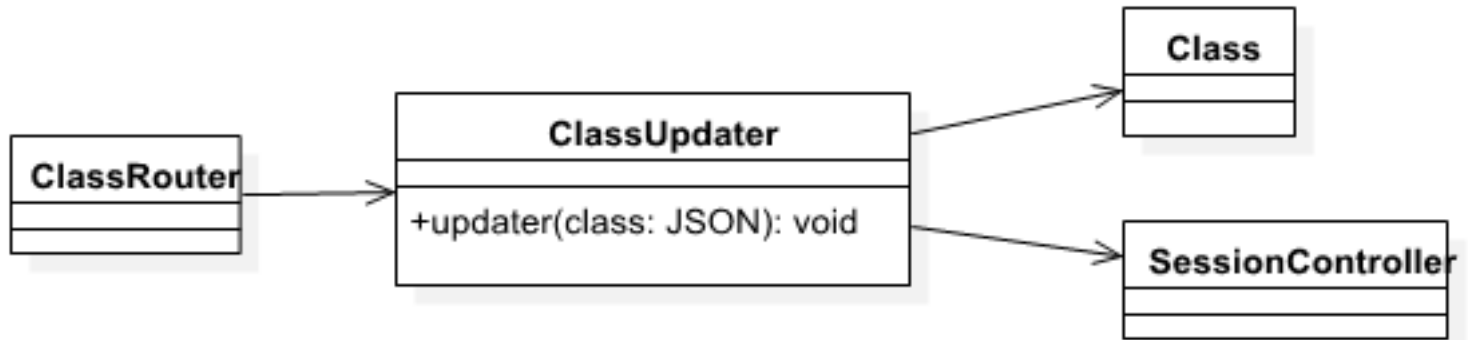 Class
ClassUpdater
ClassRouter
+updater(class: JSON): void
SessionController